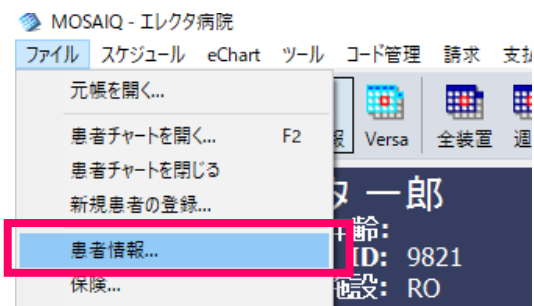 MOSAIQ - エレクタ病院
ファイル スケジュール eChart ツール コード管理 請求
元帳を開く...
患者チャートを開く... F2
Versa 全装置
患者チャートを閉じる
新規患者の登録...
一郎
患者情報...
ID: 9821
保険...
RO